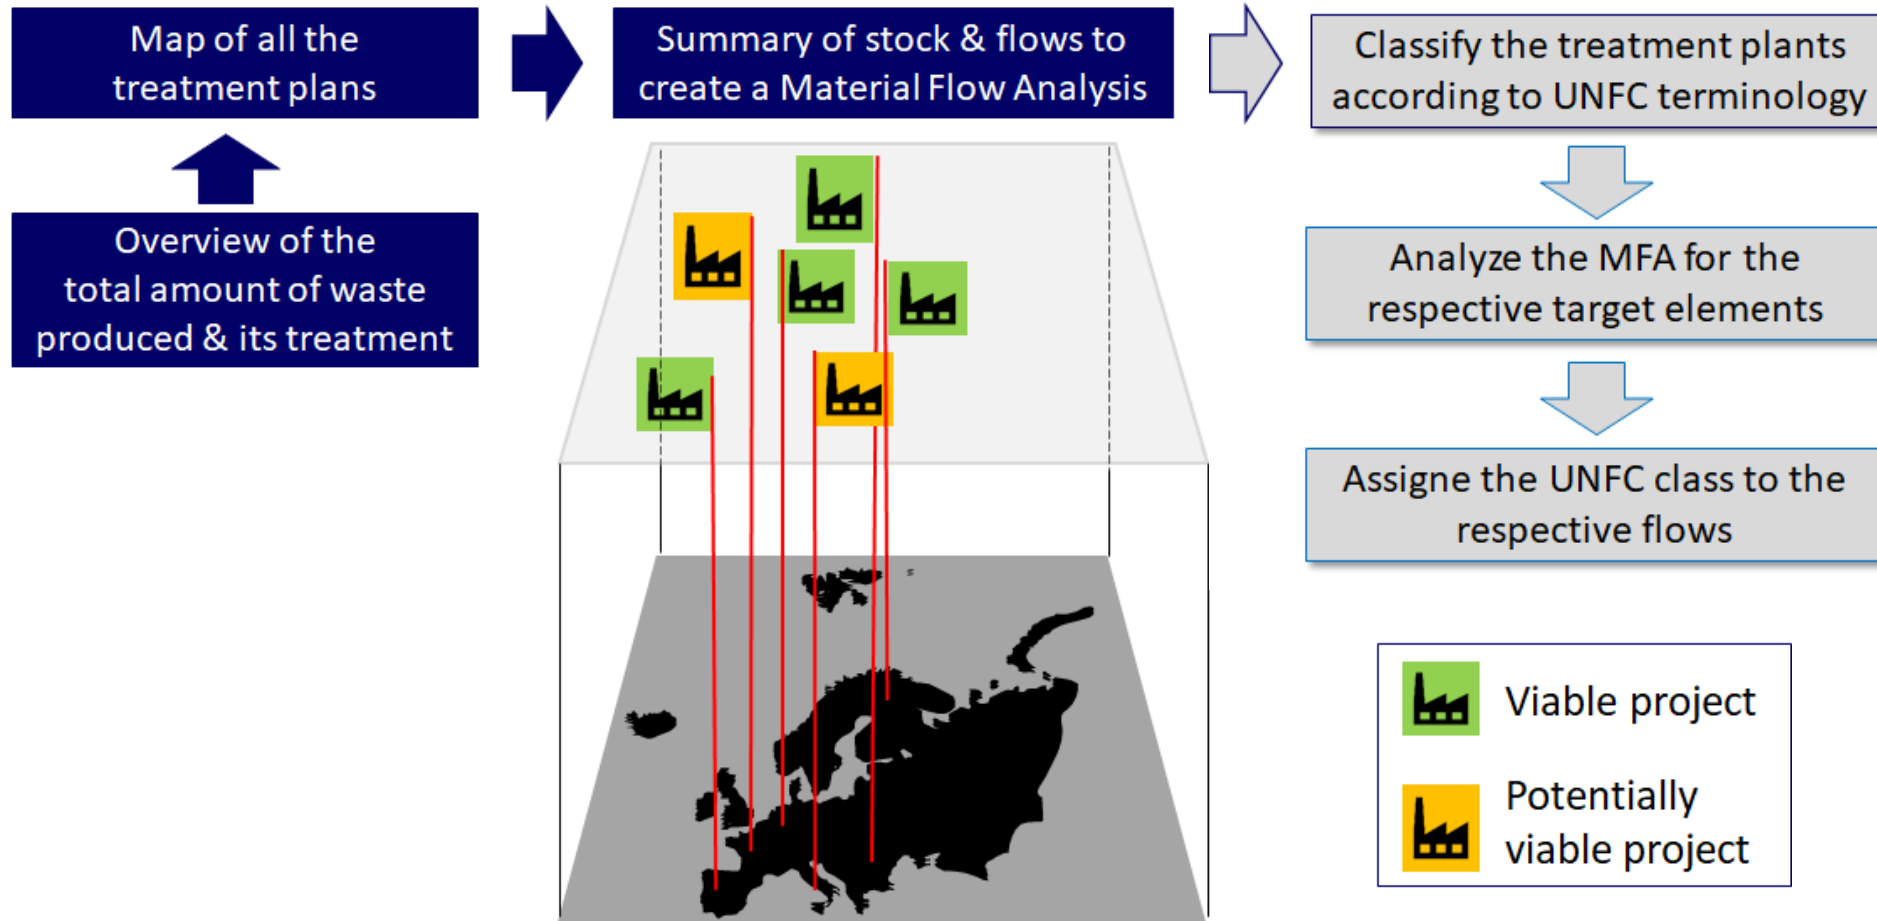 Map of all the
treatment plans
Overview of the
total amount of waste
produced & its treatment
Summary of stock & flows to
create a Material Flow Analysis
Classify the treatment plants
according to UNFC terminology
Analyze the MFA for the
respective target elements
Assigne the UNFC class to the
respective flows
Viable project
Potentially
viable project